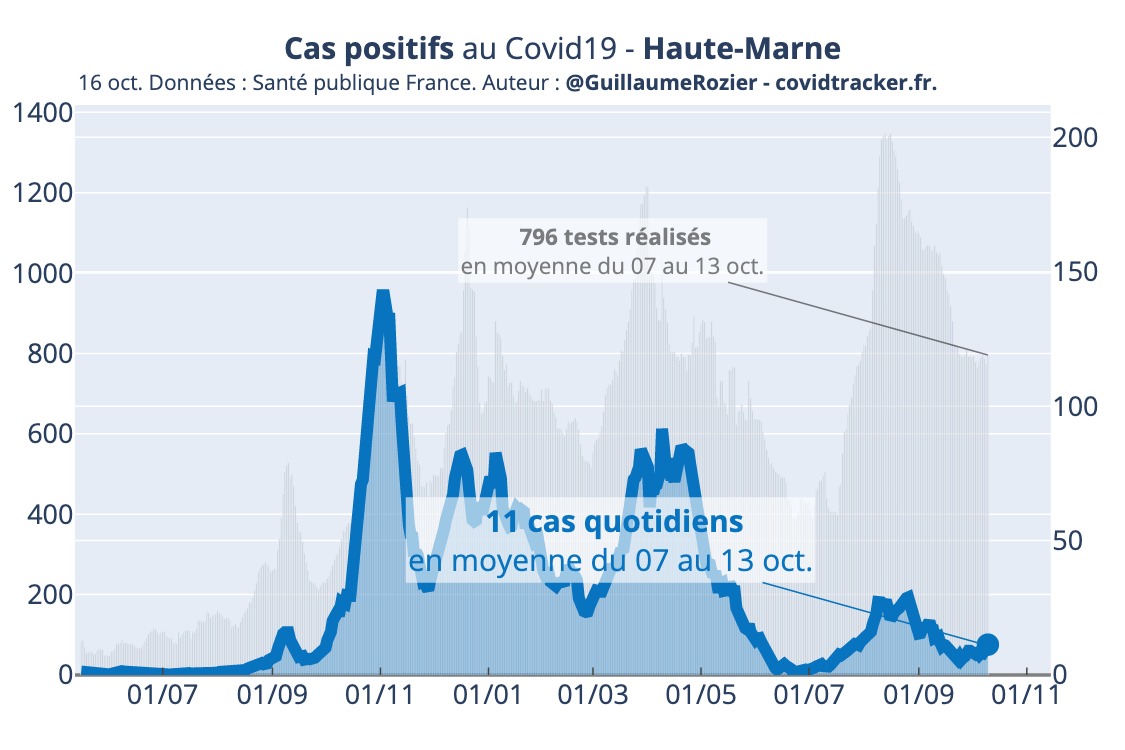 Cas positifs au Covid19 - Haute-Marne
16 oct. Données : Santé publique France. Auteur : @GuillaumeRozier - covidtracker.fr.
1400
1200
1000
800
600
400
200
0
200
150
100
50
0
796 tests réalisés
en moyenne du 07 au 13 oct.
11 cas quotidiens
en moyenne du 07 au 13 oct.
01/07 01/09 01/11 01/01 01/03 01/05 01/07 01/09 01/11